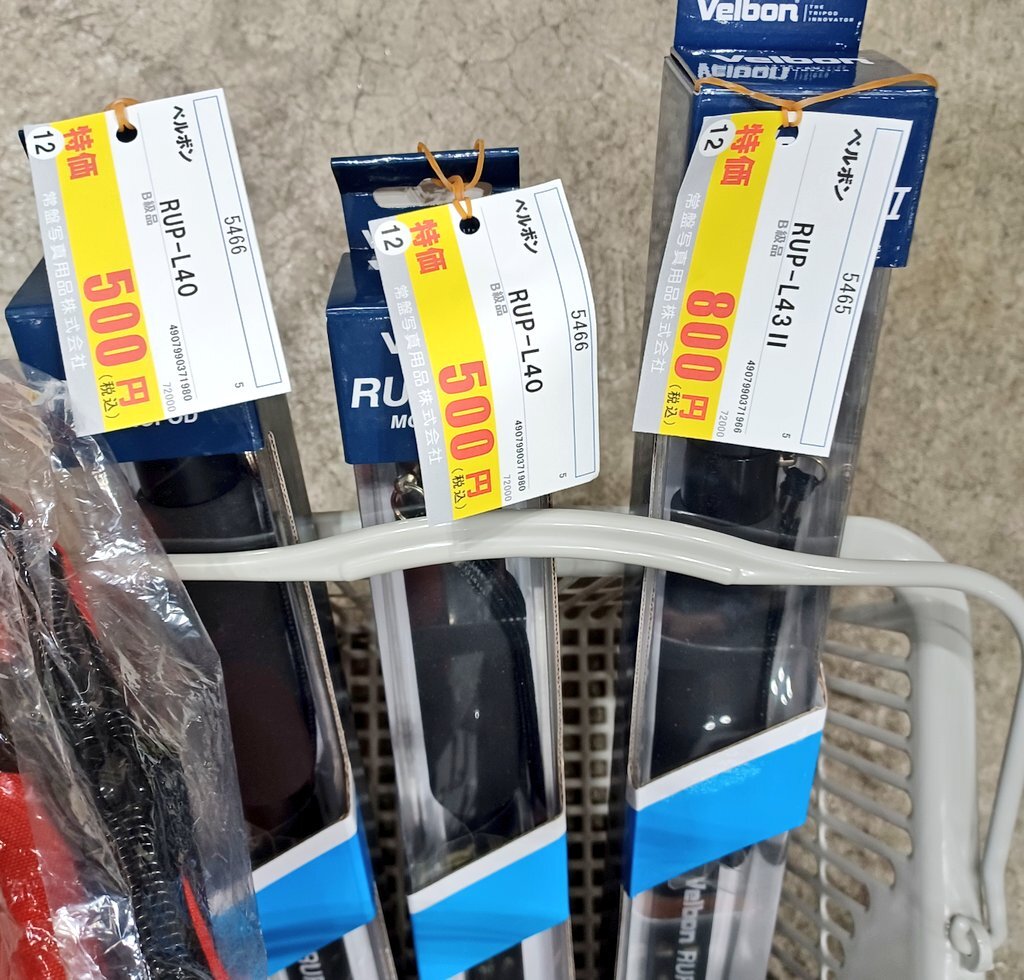 ベルボン
5466
RUP-L40
B級品
4907990371980
72000
5
12
特価
500円
(税込)
常盤写真用品株式会社
ベルボン
5466
RUP-L40
B級品
4907990371980
72000
5
12
特価
500円
(税込)
常盤写真用品株式会社
RU
Velbon THE TRIPOD INNOVATOR
Velbon
ベルボン
5465
RUP-L43II
B級品
4907990371966
72000
5
12
特価
800円
(税込)
常盤写真用品株式会社
II
Velbon RU